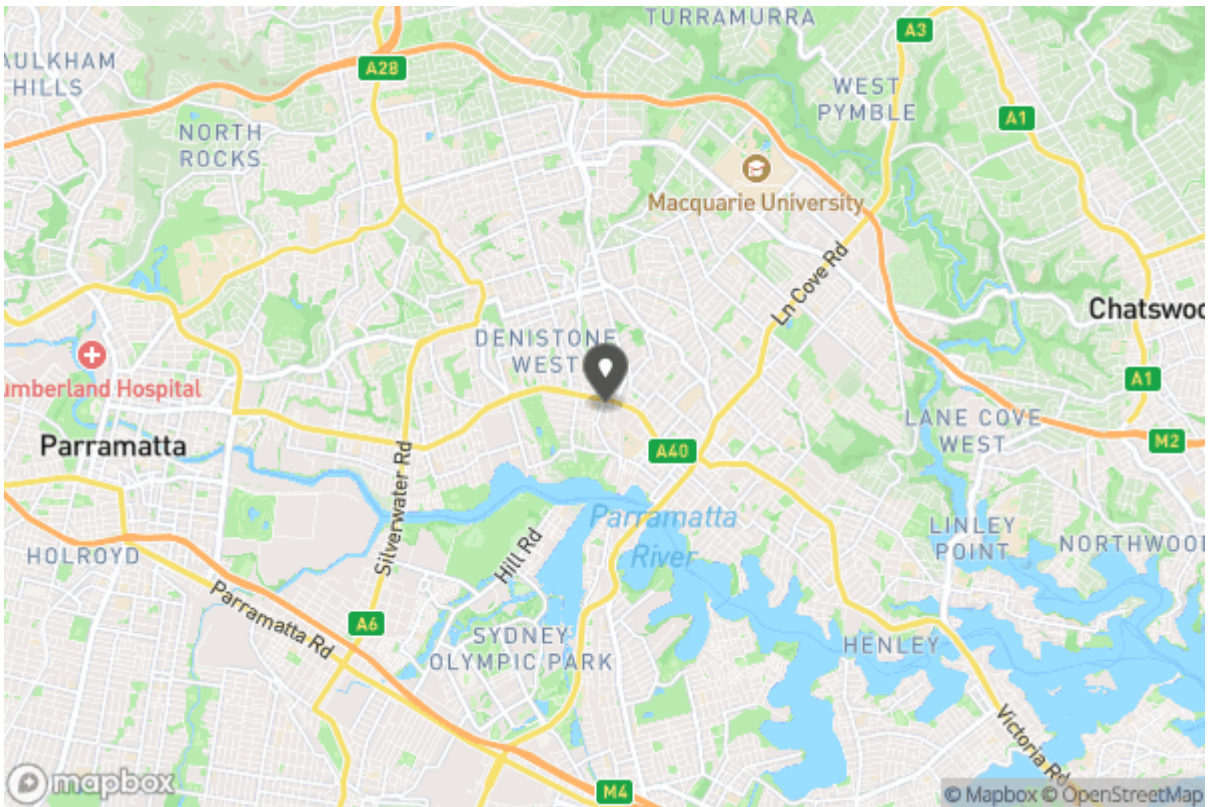 TURRAMURRA
A3
AULKHAM
HILLS
A28
WEST
PYMBLE
A1
NORTH
ROCKS
Macquarie University
Ln Cove Rd
Chatswoo
DENISTONE
WEST
umberland Hospital
A1
LANE COVE
WEST
M2
Parramatta
Silverwater Rd
A40
Parramatta
River
Hill Rd
LINLEY
POINT
NORTHWOOD
HOLROYD
Parramatta Rd
A6
SYDNEY
OLYMPIC PARK
HENLEY
Victoria Rd
mapbox
M4
© Mapbox © OpenStreetMap